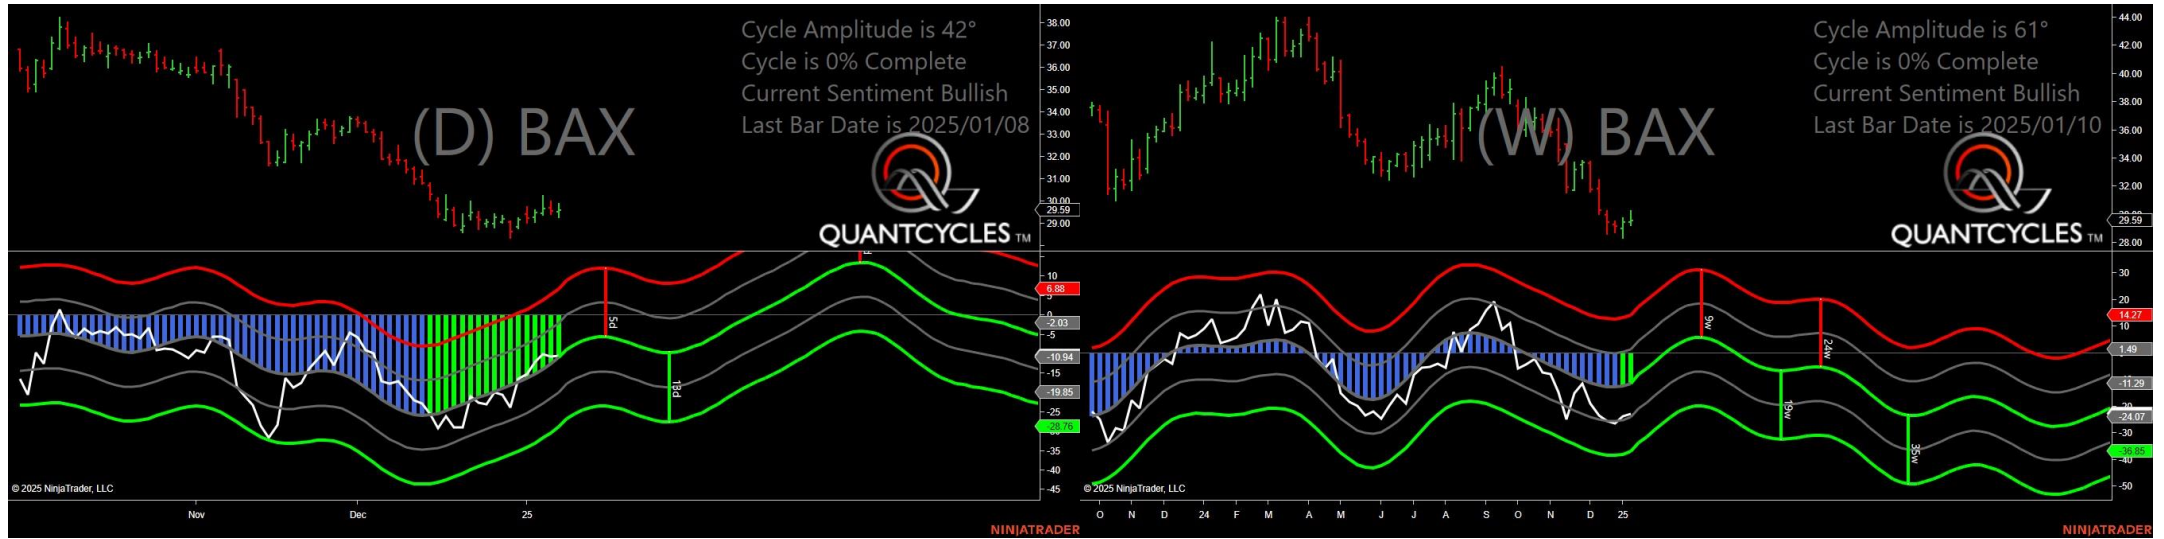 Cycle Amplitude is 42°
Cycle is 0% Complete
Current Sentiment Bullish
Last Bar Date is 2025/01/08
(D) BAX
QUANTCYCLES TM
38.00
37.00
36.00
35.00
34.00
33.00
32.00
31.00
30.00
29.59
29.00
10
6.88
5
0
-2.03
-5
-10.94
-15
-19.85
-25
-28.76
-35
-40
-45
5d
13d
© 2025 NinjaTrader, LLC
Nov
Dec
25
NINJATRADER
Cycle Amplitude is 61°
Cycle is 0% Complete
Current Sentiment Bullish
Last Bar Date is 2025/01/10
(W) BAX
QUANTCYCLES TM
44.00
42.00
40.00
38.00
36.00
34.00
32.00
29.59
28.00
30
20
14.27
10
1.49
-11.29
-24.07
-30
-36.85
-40
-50
9w
24w
19w
35w
© 2025 NinjaTrader, LLC
O N D 24 F M A M J J A S O N D 25
NINJATRADER